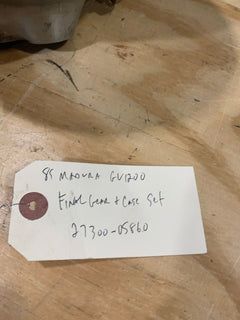 85 MADURA GV1200
FINAL GEAR + CASE SET
27300-05860